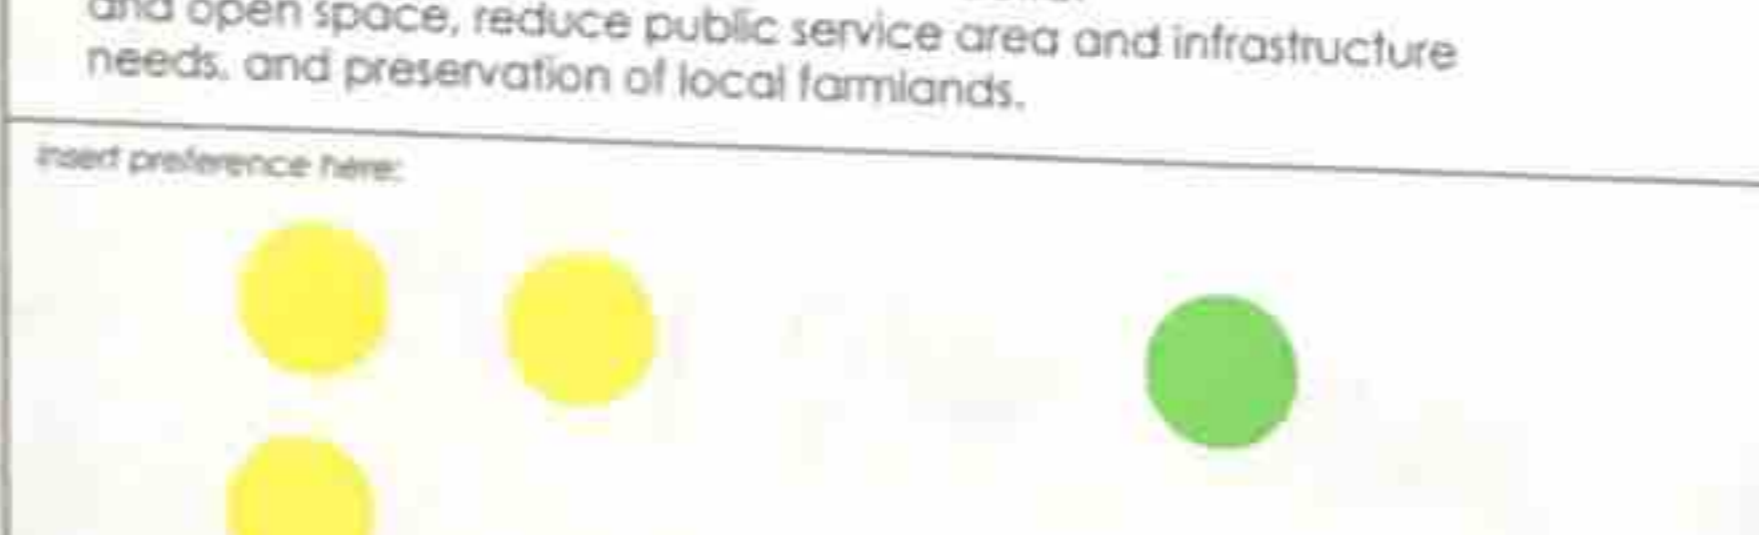 and open space, reduce public service area and infrastructure
needs, and preservation of local farmlands.
insert preference here: